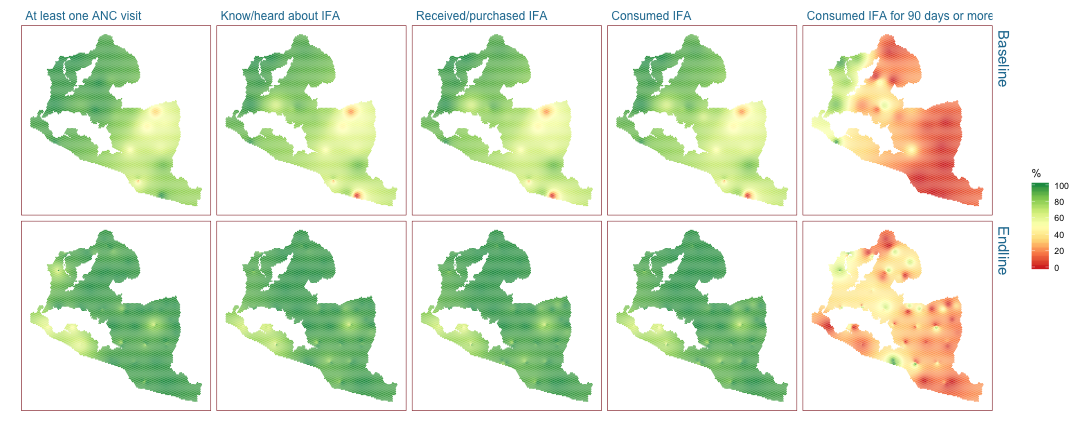 At least one ANC visit
Know/heard about IFA
Received/purchased IFA
Consumed IFA
Consumed IFA for 90 days or more
Baseline
Endline
%
100
80
60
40
20
0